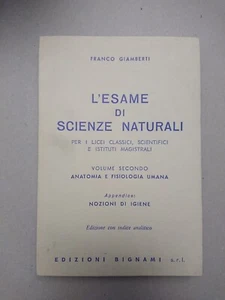 FRANCO GIAMBERTI
L'ESAME
DI
SCIENZE NATURALI
PER I LICEI CLASSICI, SCIENTIFICI
E ISTITUTI MAGISTRALI
VOLUME SECONDO
ANATOMIA E FISIOLOGIA UMANA
Appendice:
NOZIONI DI IGIENE
Edizione con indice analitico
EDIZIONI BIGNAMI s.r.l.